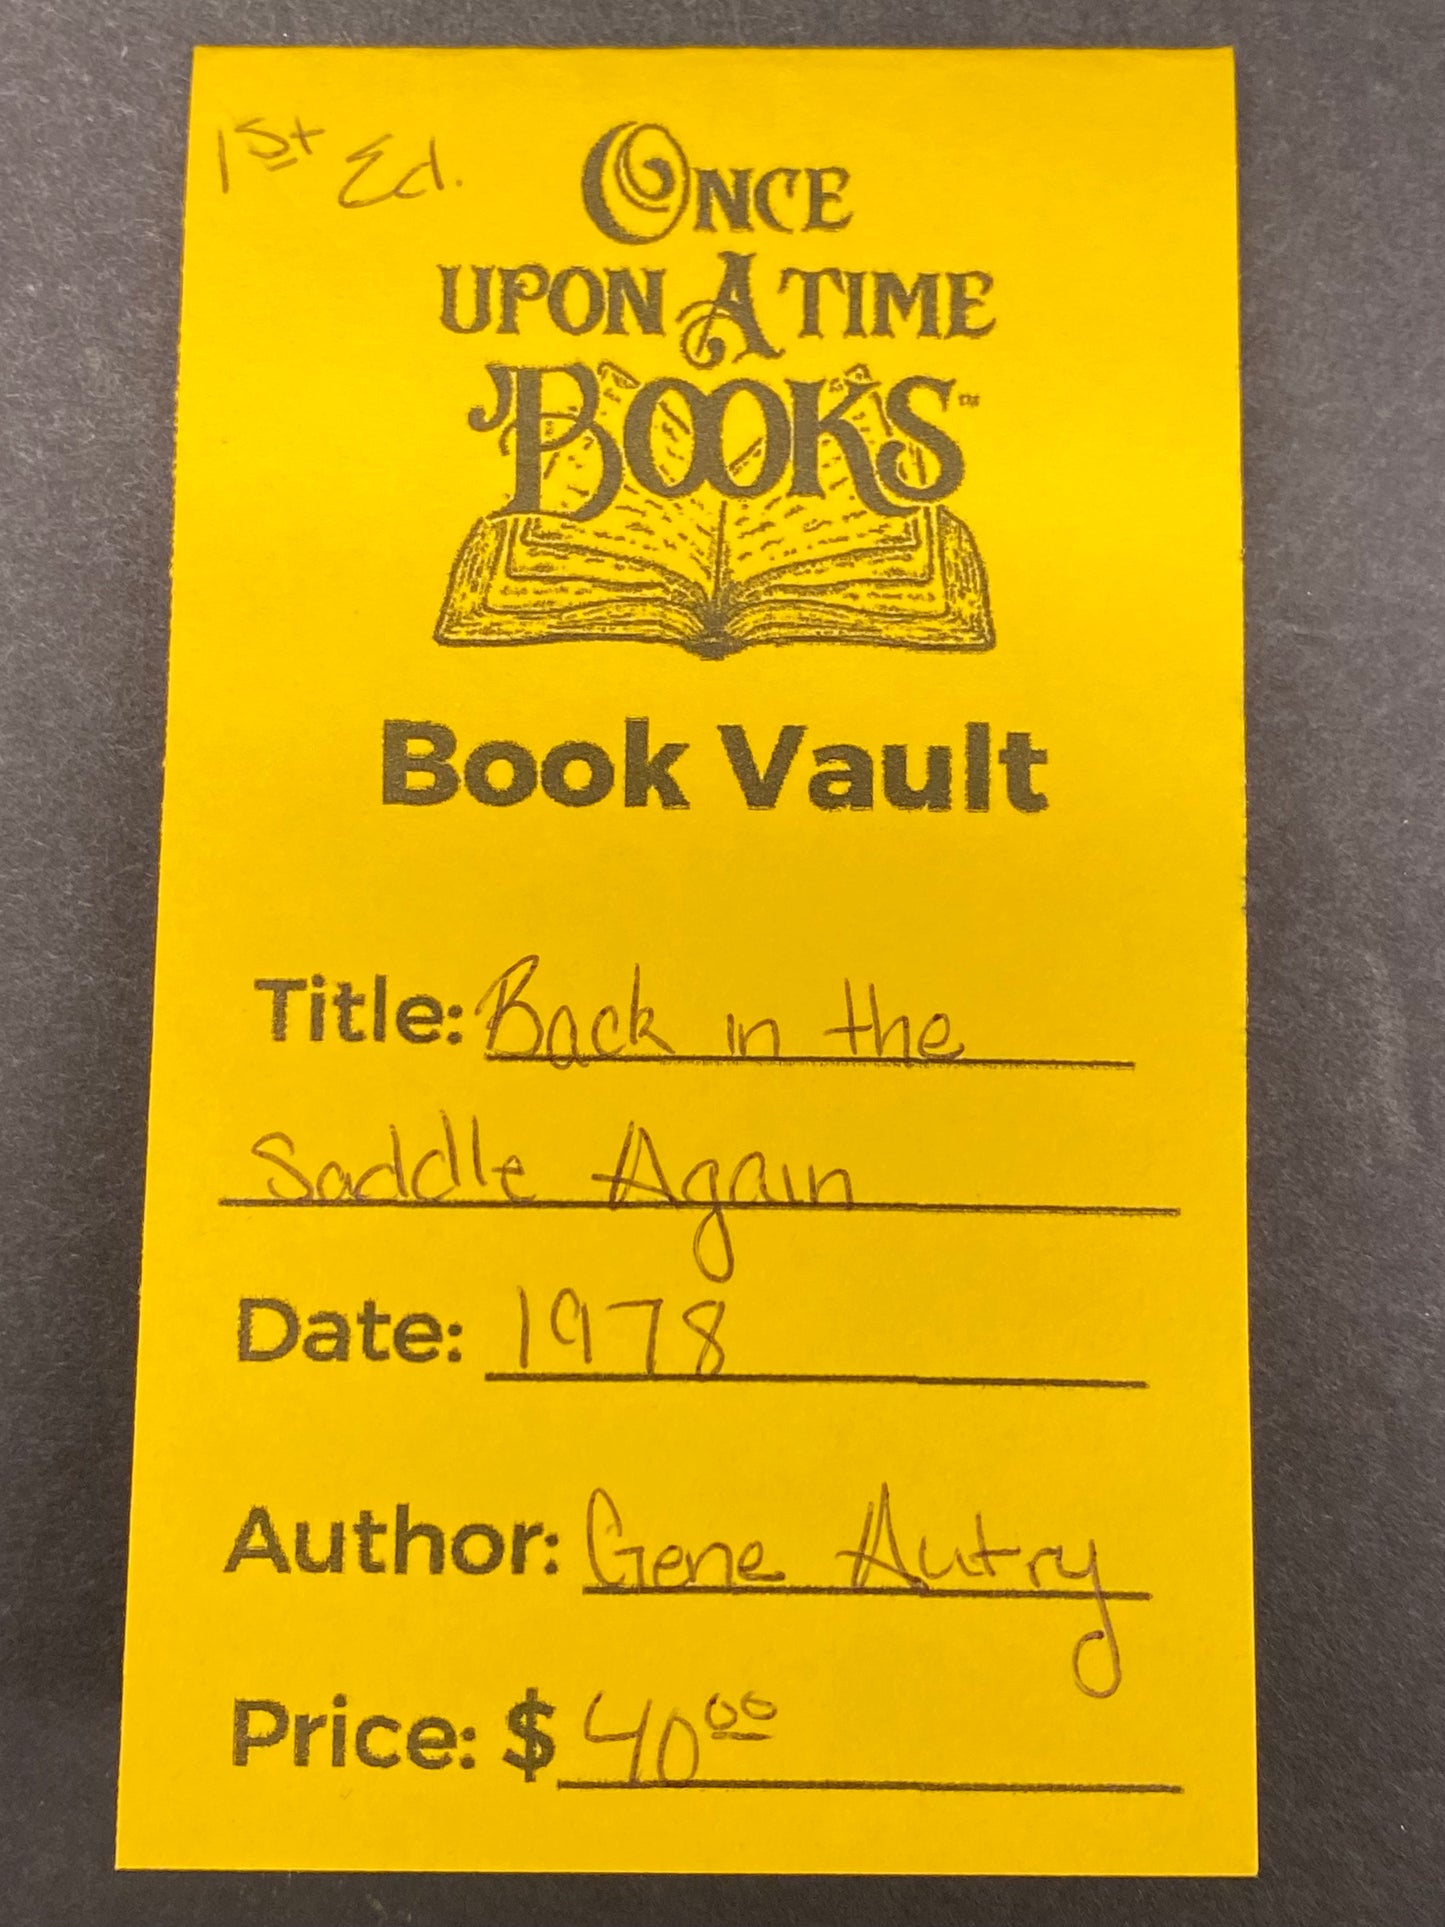 1st Ed.
ONCE
UPON A TIME
BOOKS™
Book Vault
Title: Back in the
Saddle Again
Date: 1978
Author: Gene Autry
Price: $40.00